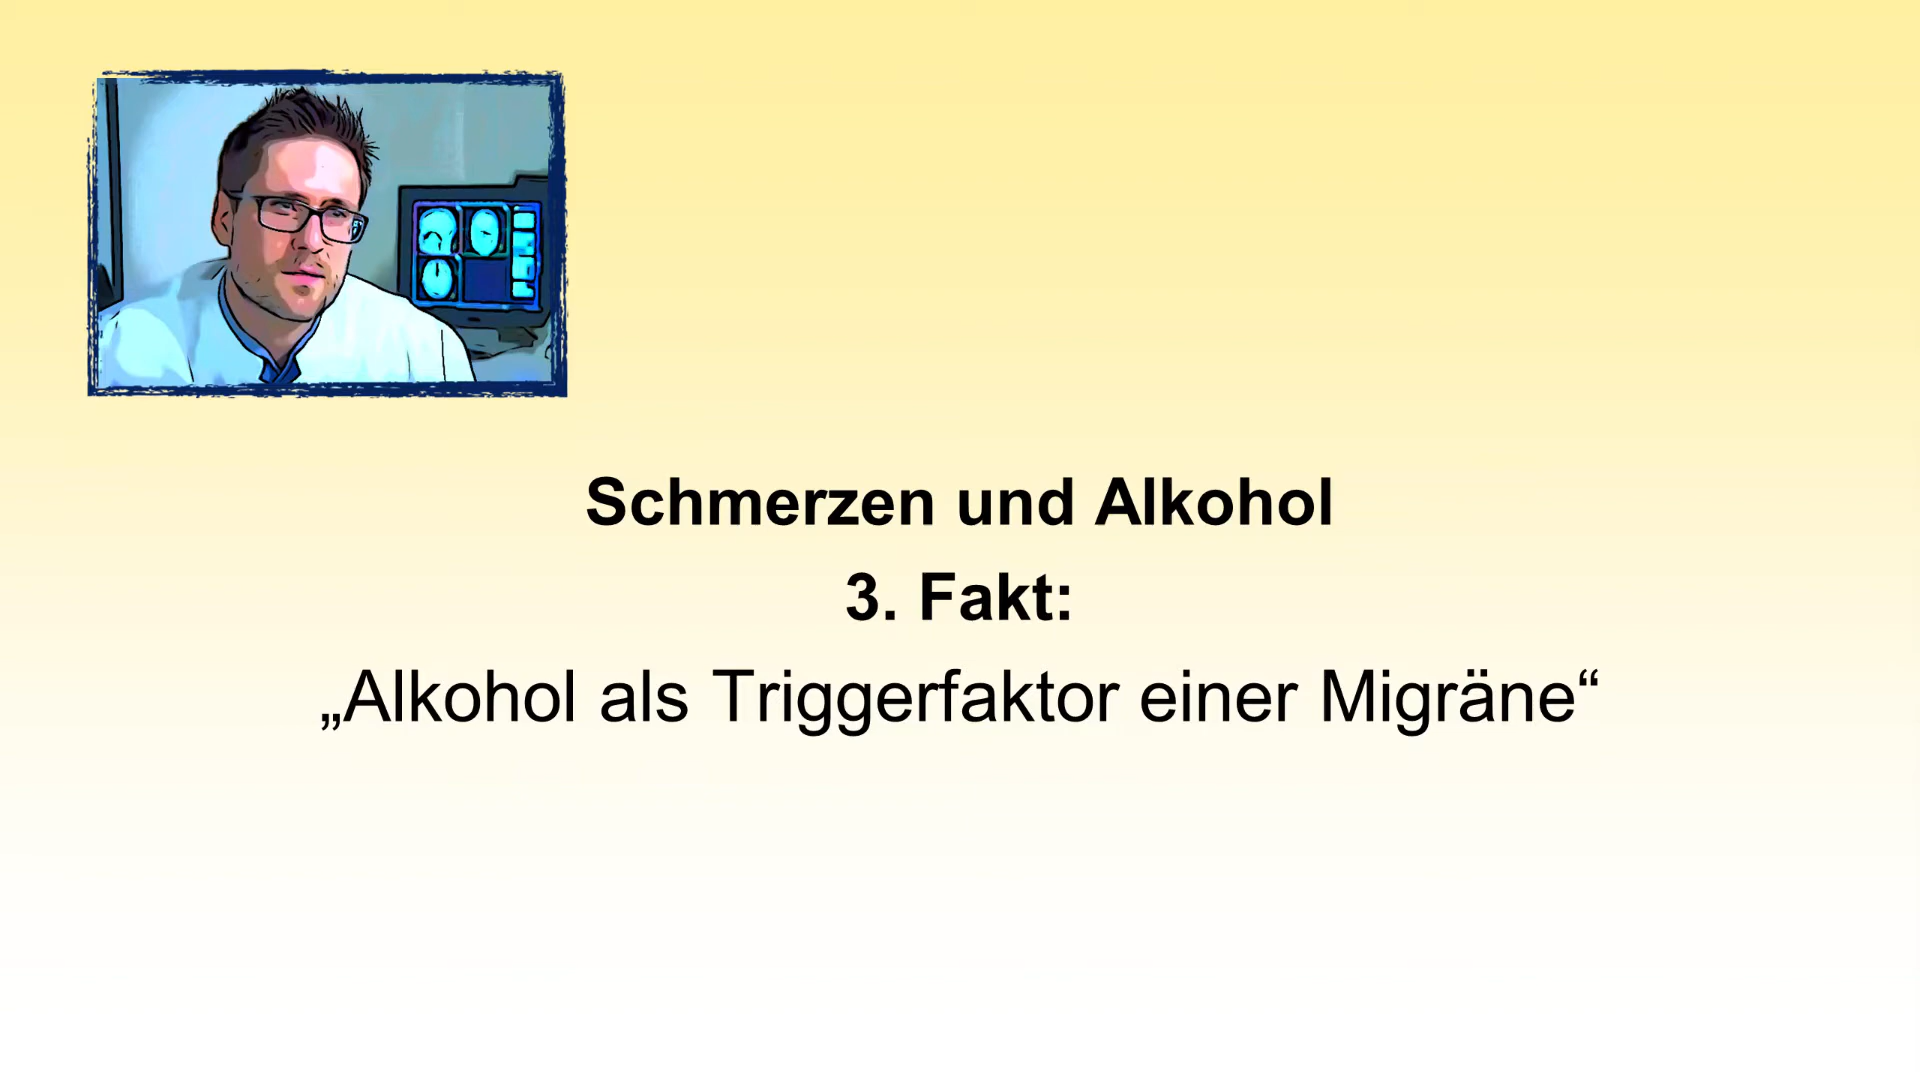 Schmerzen und Alkohol
3. Fakt:
„Alkohol als Triggerfaktor einer Migräne“